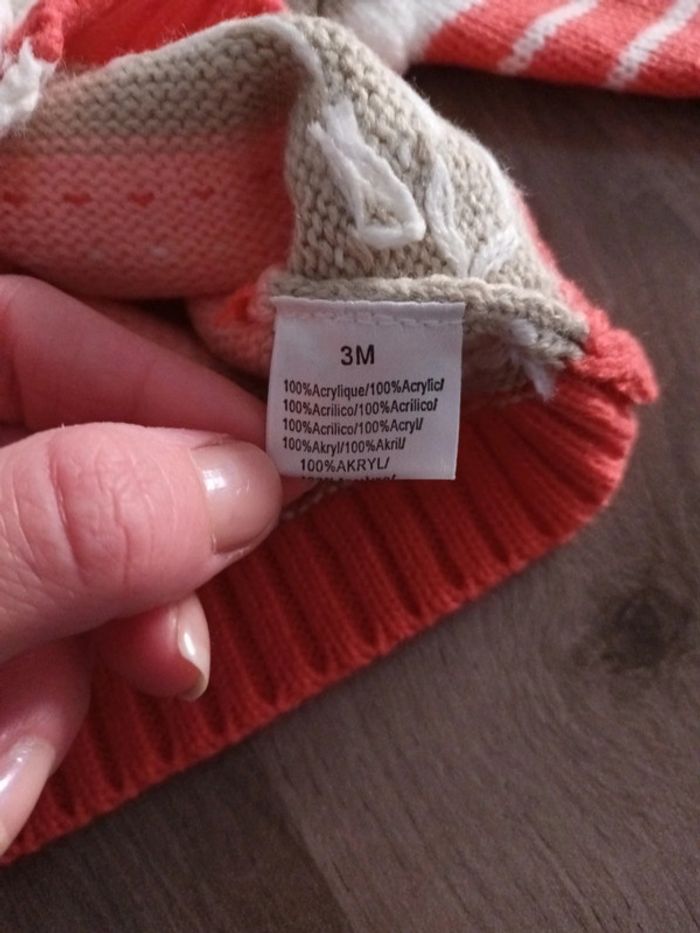 3M
100%Acrylique/100%Acrylic/
100%Acrilico/100%Acrilico/
100%Acrilico/100%Acryl/
100%Akryl/100%Akril/
100%AKRYL/